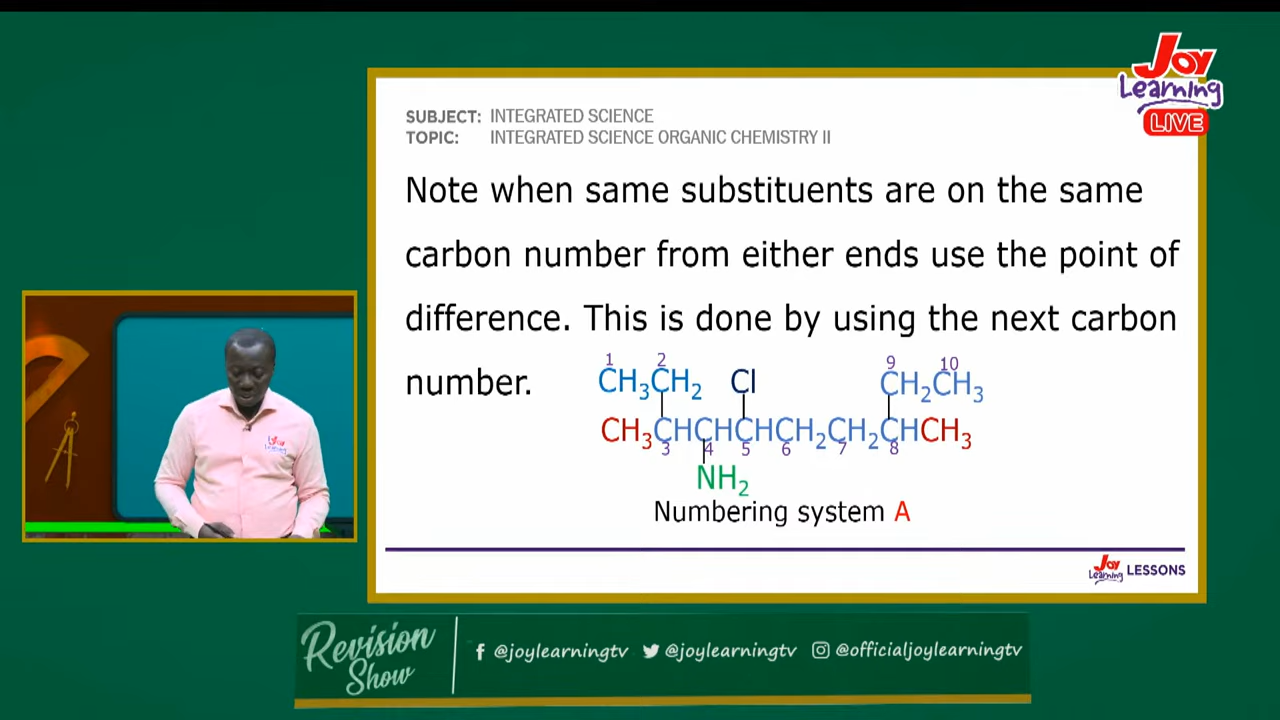 Joy
Learning
LIVE
SUBJECT: INTEGRATED SCIENCE
TOPIC: INTEGRATED SCIENCE ORGANIC CHEMISTRY II
Note when same substituents are on the same
carbon number from either ends use the point of
difference. This is done by using the next carbon
number.
1 2 9 10
CH₃CH₂ Cl CH₂CH₃
CH₃CHCHCHCH₂CH₂CHCH₃
3 4 5 6 7 8
NH₂
Numbering system A
Joy Learning LESSONS
Revision Show
@joylearningtv @joylearningtv @officialjoylearningtv